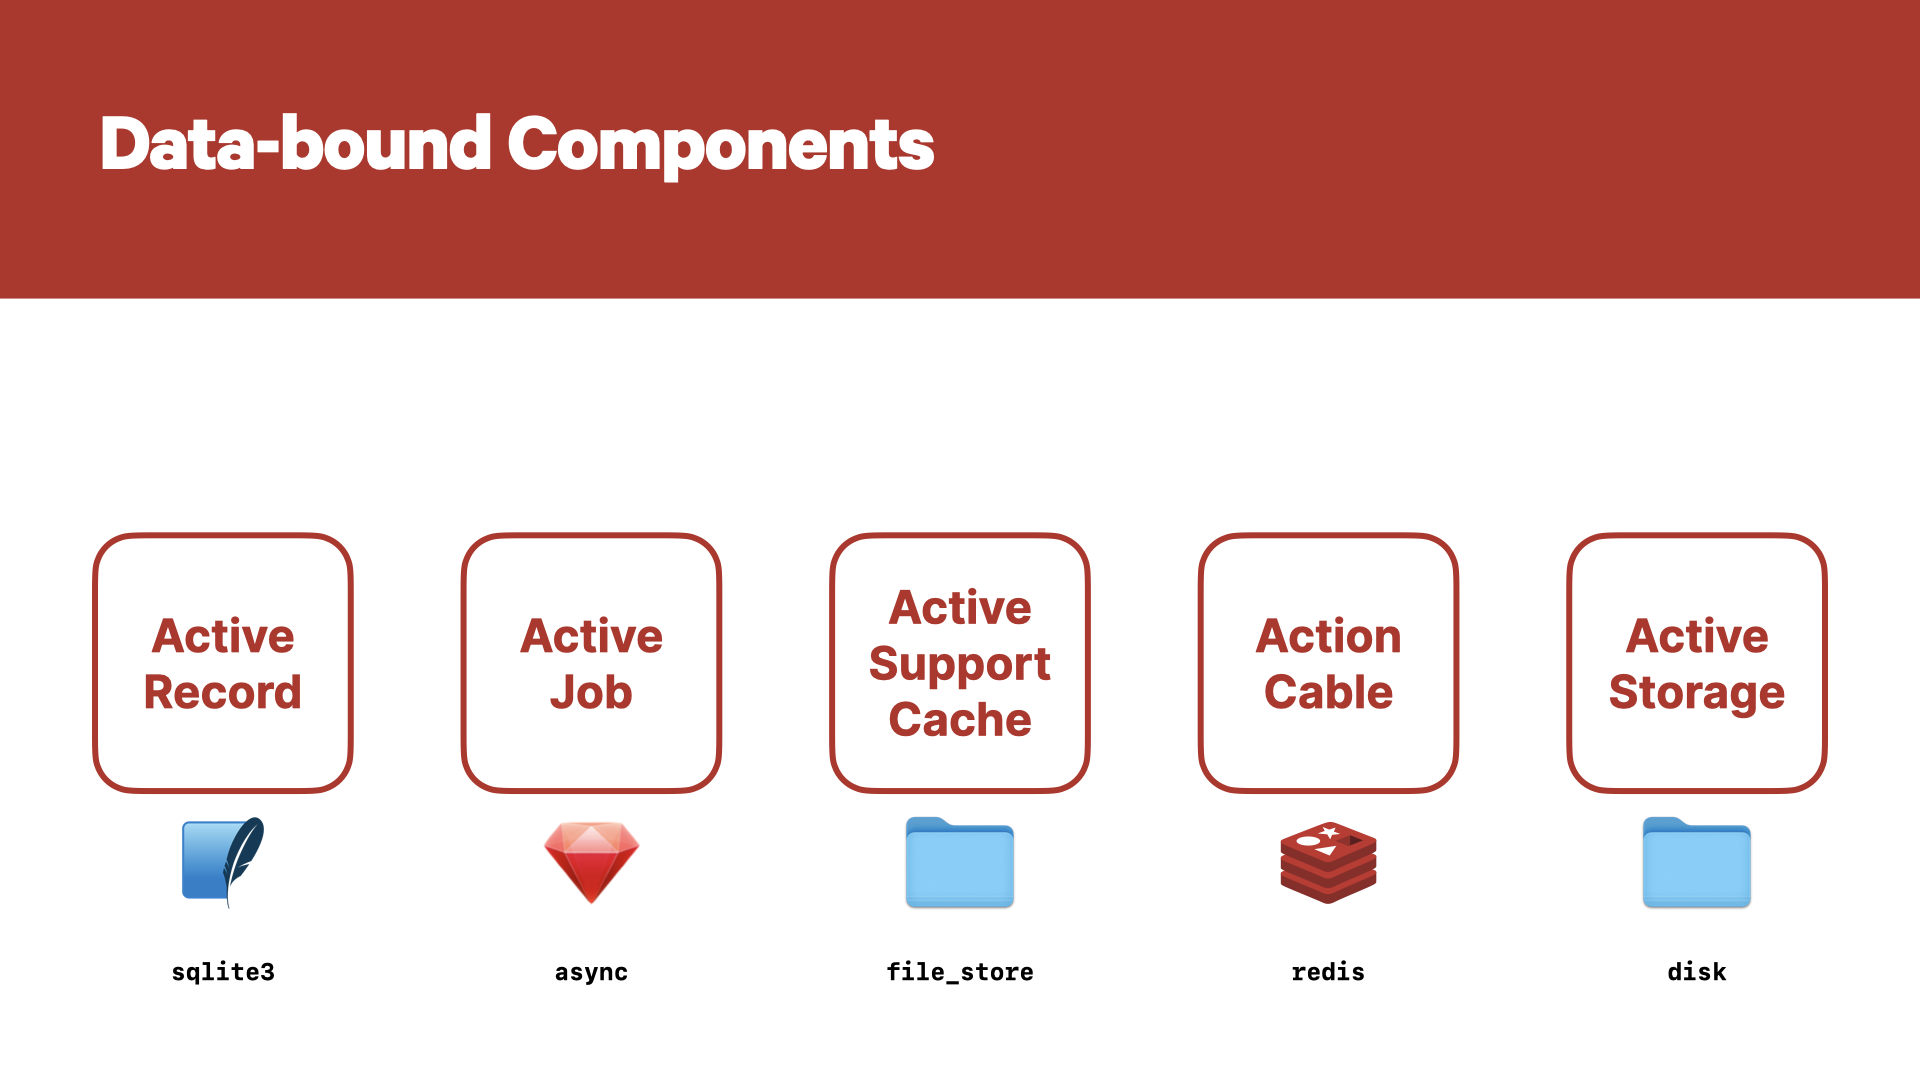 Data-bound Components
Active
Record
Active
Job
Active
Support
Cache
Action
Cable
Active
Storage
sqlite3
async
file_store
redis
disk